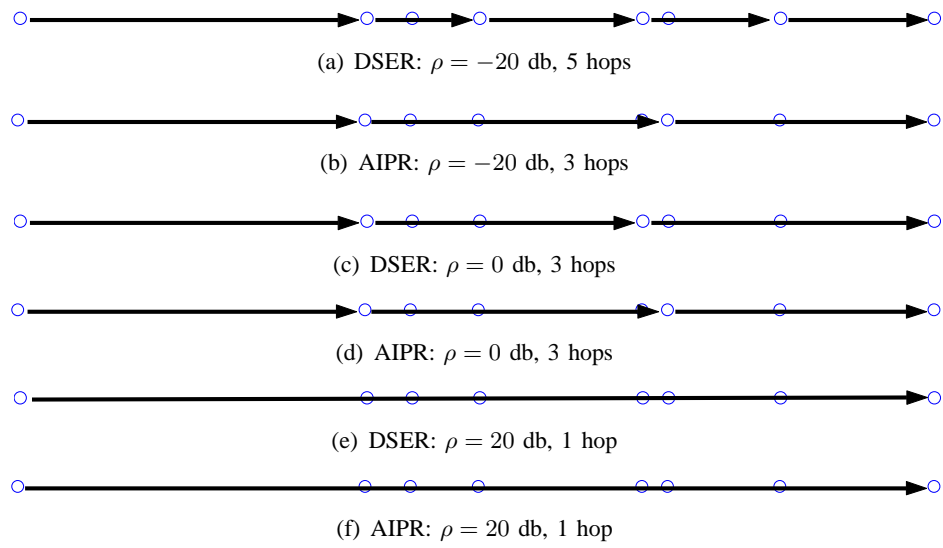 (a) DSER: ρ = −20 db, 5 hops
(b) AIPR: ρ = −20 db, 3 hops
(c) DSER: ρ = 0 db, 3 hops
(d) AIPR: ρ = 0 db, 3 hops
(e) DSER: ρ = 20 db, 1 hop
(f) AIPR: ρ = 20 db, 1 hop